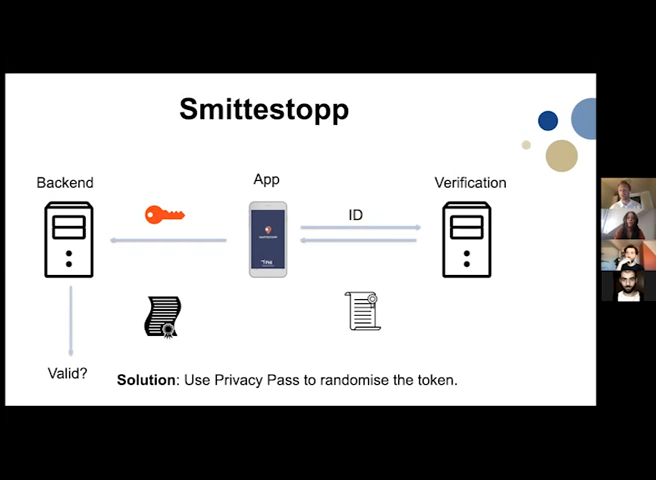 Smittestopp
Backend
App
Verification
ID
Valid?
Solution: Use Privacy Pass to randomise the token.